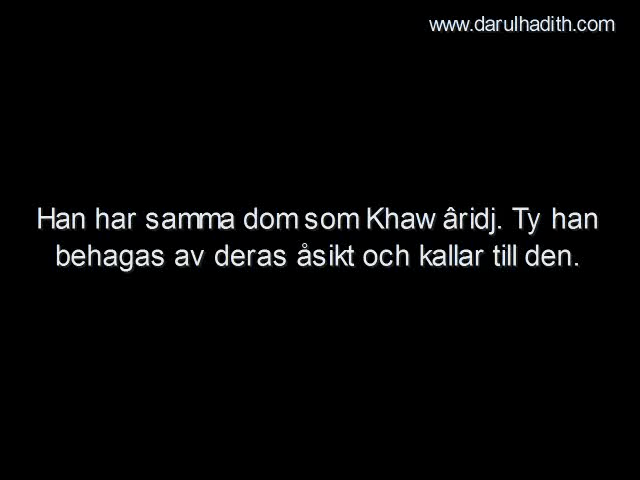 www.darulhadith.com
Han har samma dom som Khaw âridj. Ty han
behagas av deras åsikt och kallar till den.